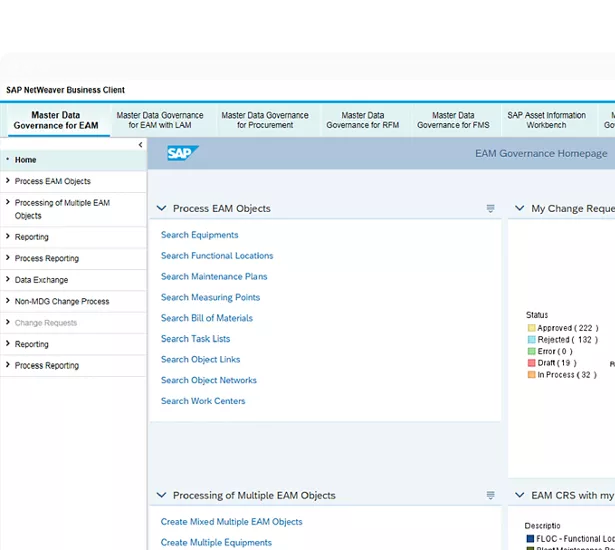 SAP NetWeaver Business Client
Master Data
Governance for EAM
Master Data Governance
for EAM with LAM
Master Data Governance
for Procurement
Master Data
Governance for RFM
Master Data
Governance for FMS
SAP Asset Information
Workbench
Home
Process EAM Objects
Processing of Multiple EAM
Objects
Reporting
Process Reporting
Data Exchange
Non-MDG Change Process
Change Requests
Reporting
Process Reporting
SAP
EAM Governance Homepage
Process EAM Objects
Search Equipments
Search Functional Locations
Search Maintenance Plans
Search Measuring Points
Search Bill of Materials
Search Task Lists
Search Object Links
Search Object Networks
Search Work Centers
My Change Reque
Status
Approved ( 222 )
Rejected ( 132 )
Error ( 0 )
Draft ( 19 )
In Process ( 32 )
Processing of Multiple EAM Objects
Create Mixed Multiple EAM Objects
Create Multiple Equipments
EAM CRS with my
Descriptio
FLOC - Functional Loc